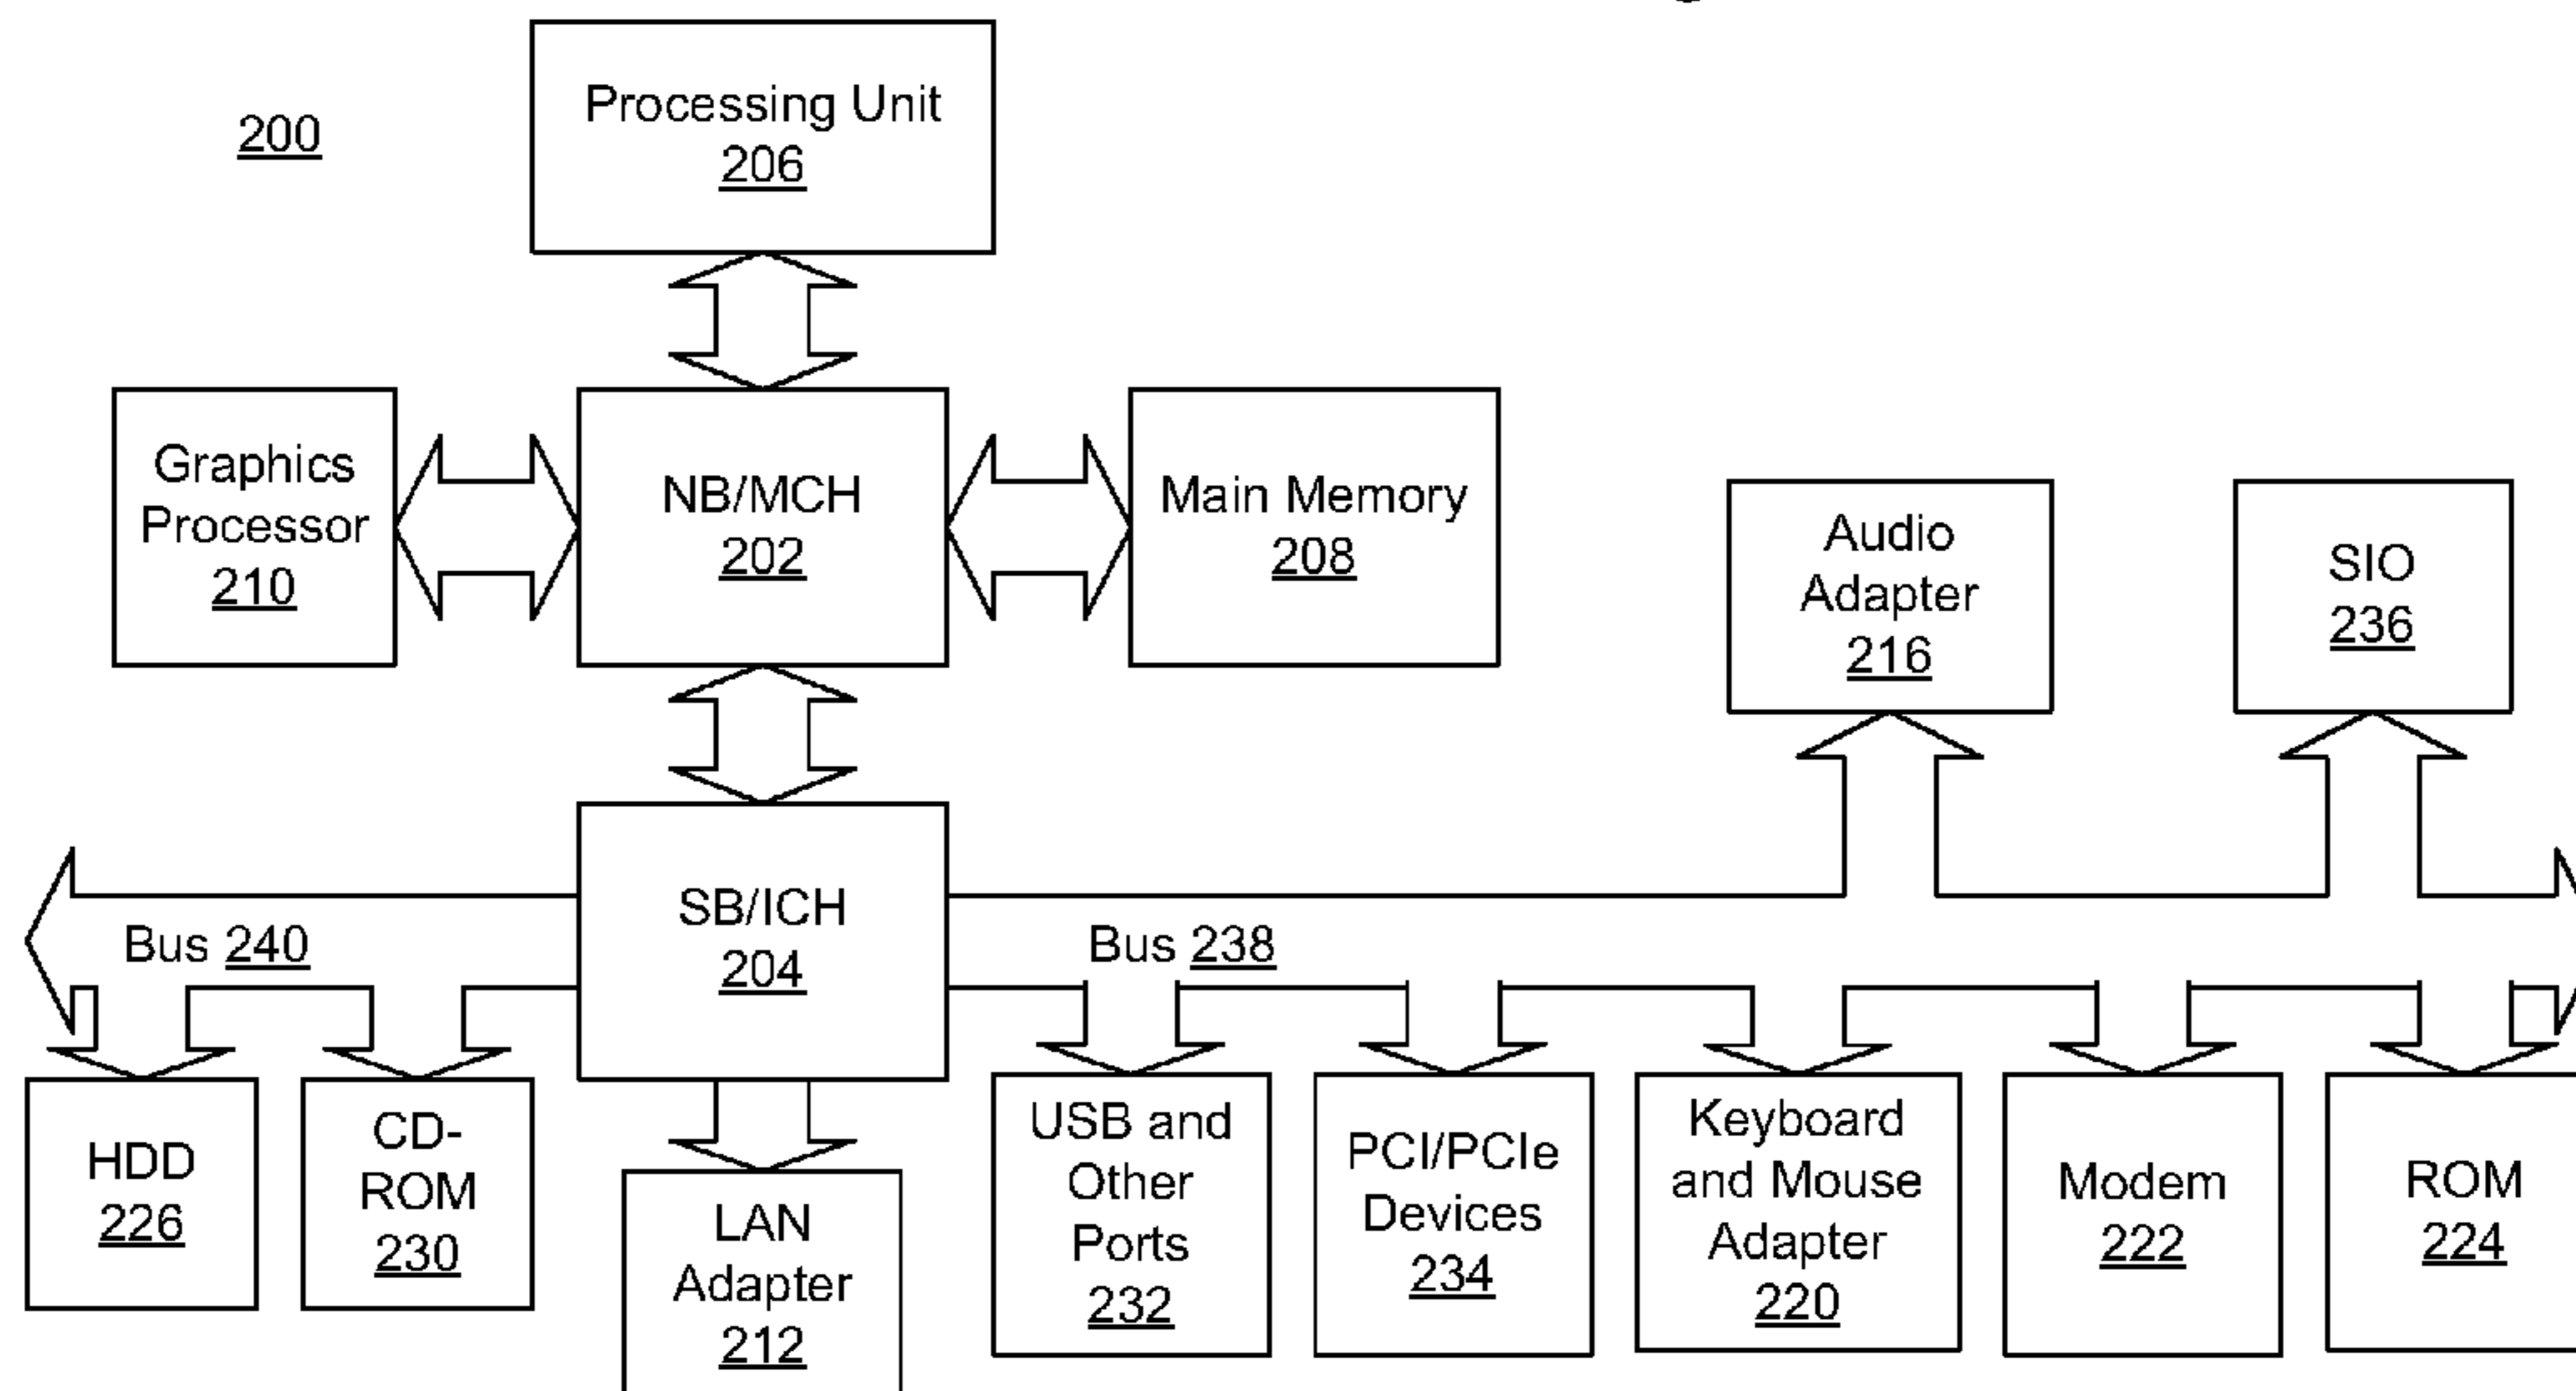 200
Processing Unit
206
Graphics
Processor
210
NB/MCH
202
Main Memory
208
Audio
Adapter
216
SIO
236
Bus 240
SB/ICH
204
Bus 238
HDD
226
CD-
ROM
230
LAN
Adapter
212
USB and
Other
Ports
232
PCI/PCIe
Devices
234
Keyboard
and Mouse
Adapter
220
Modem
222
ROM
224